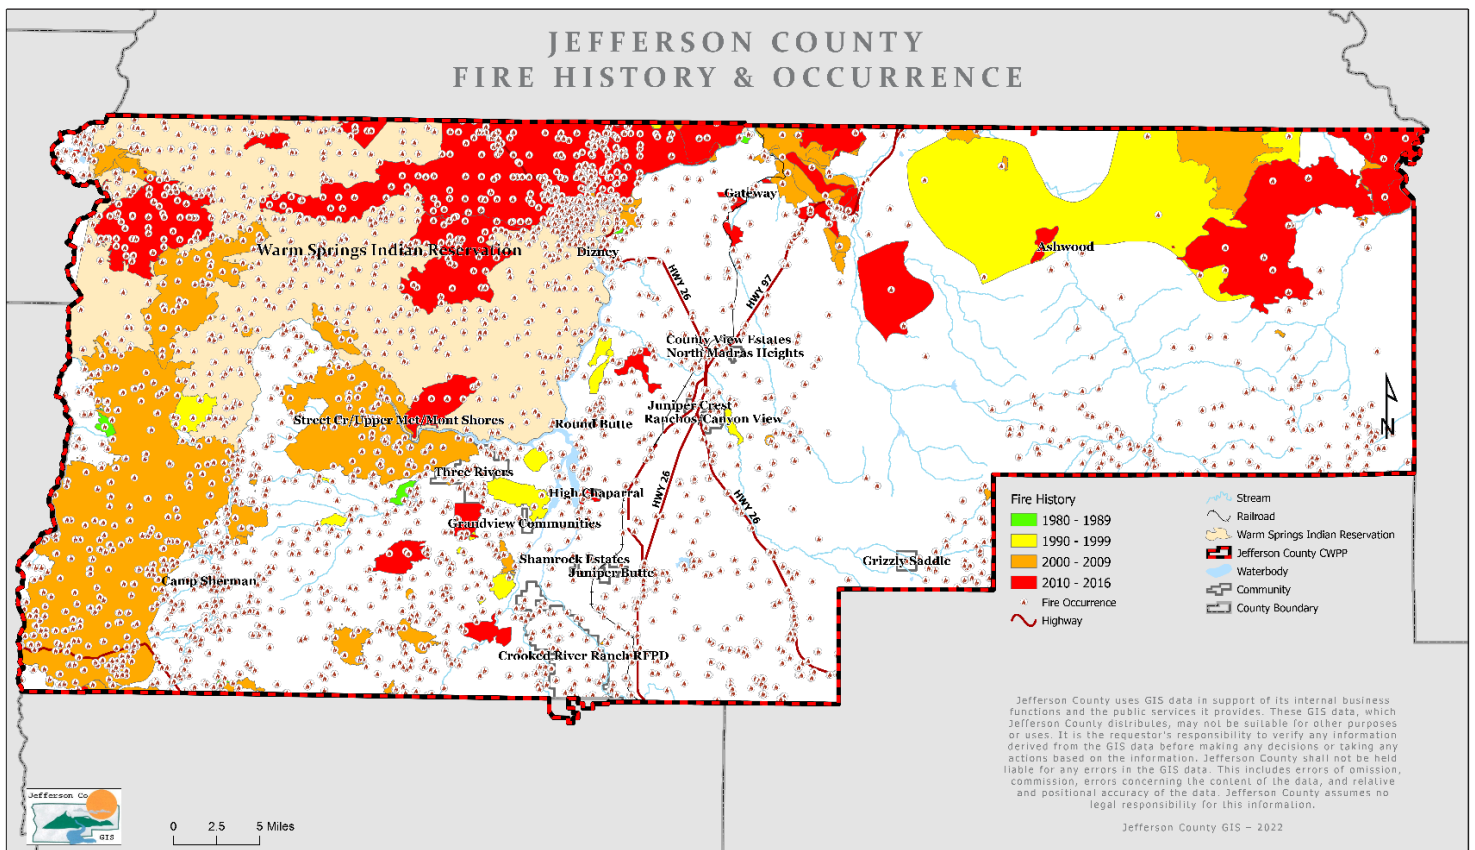 JEFFERSON COUNTY
FIRE HISTORY & OCCURRENCE
Gateway
Warm Springs Indian Reservation
Dizney
Ashwood
HWY 26
HWY 97
County View Estates
North Madras Heights
Juniper Crest
Ranchos/Canyon View
Street Cr/Upper Met/Mont Shores
Round Butte
Three Rivers
High Chaparral
HWY 26
HWY 26
Grandview Communities
Shamrock Estates
Juniper Butte
Grizzly Saddle
Camp Sherman
Crooked River Ranch RFPD
N
Fire History
1980 - 1989
1990 - 1999
2000 - 2009
2010 - 2016
Fire Occurrence
Highway
Stream
Railroad
Warm Springs Indian Reservation
Jefferson County CWPP
Waterbody
Community
County Boundary
Jefferson County uses GIS data in support of its internal business
functions and the public services it provides. These GIS data, which
Jefferson County distributes, may not be suitable for other purposes
or uses. It is the requestor's responsibility to verify any information
derived from the GIS data before making any decisions or taking any
actions based on the information. Jefferson County shall not be held
liable for any errors in the GIS data. This includes errors of omission,
commission, errors concerning the content of the data, and relative
and positional accuracy of the data. Jefferson County assumes no
legal responsibility for this information.
Jefferson County GIS – 2022
Jefferson Co
GIS
0 2.5 5 Miles